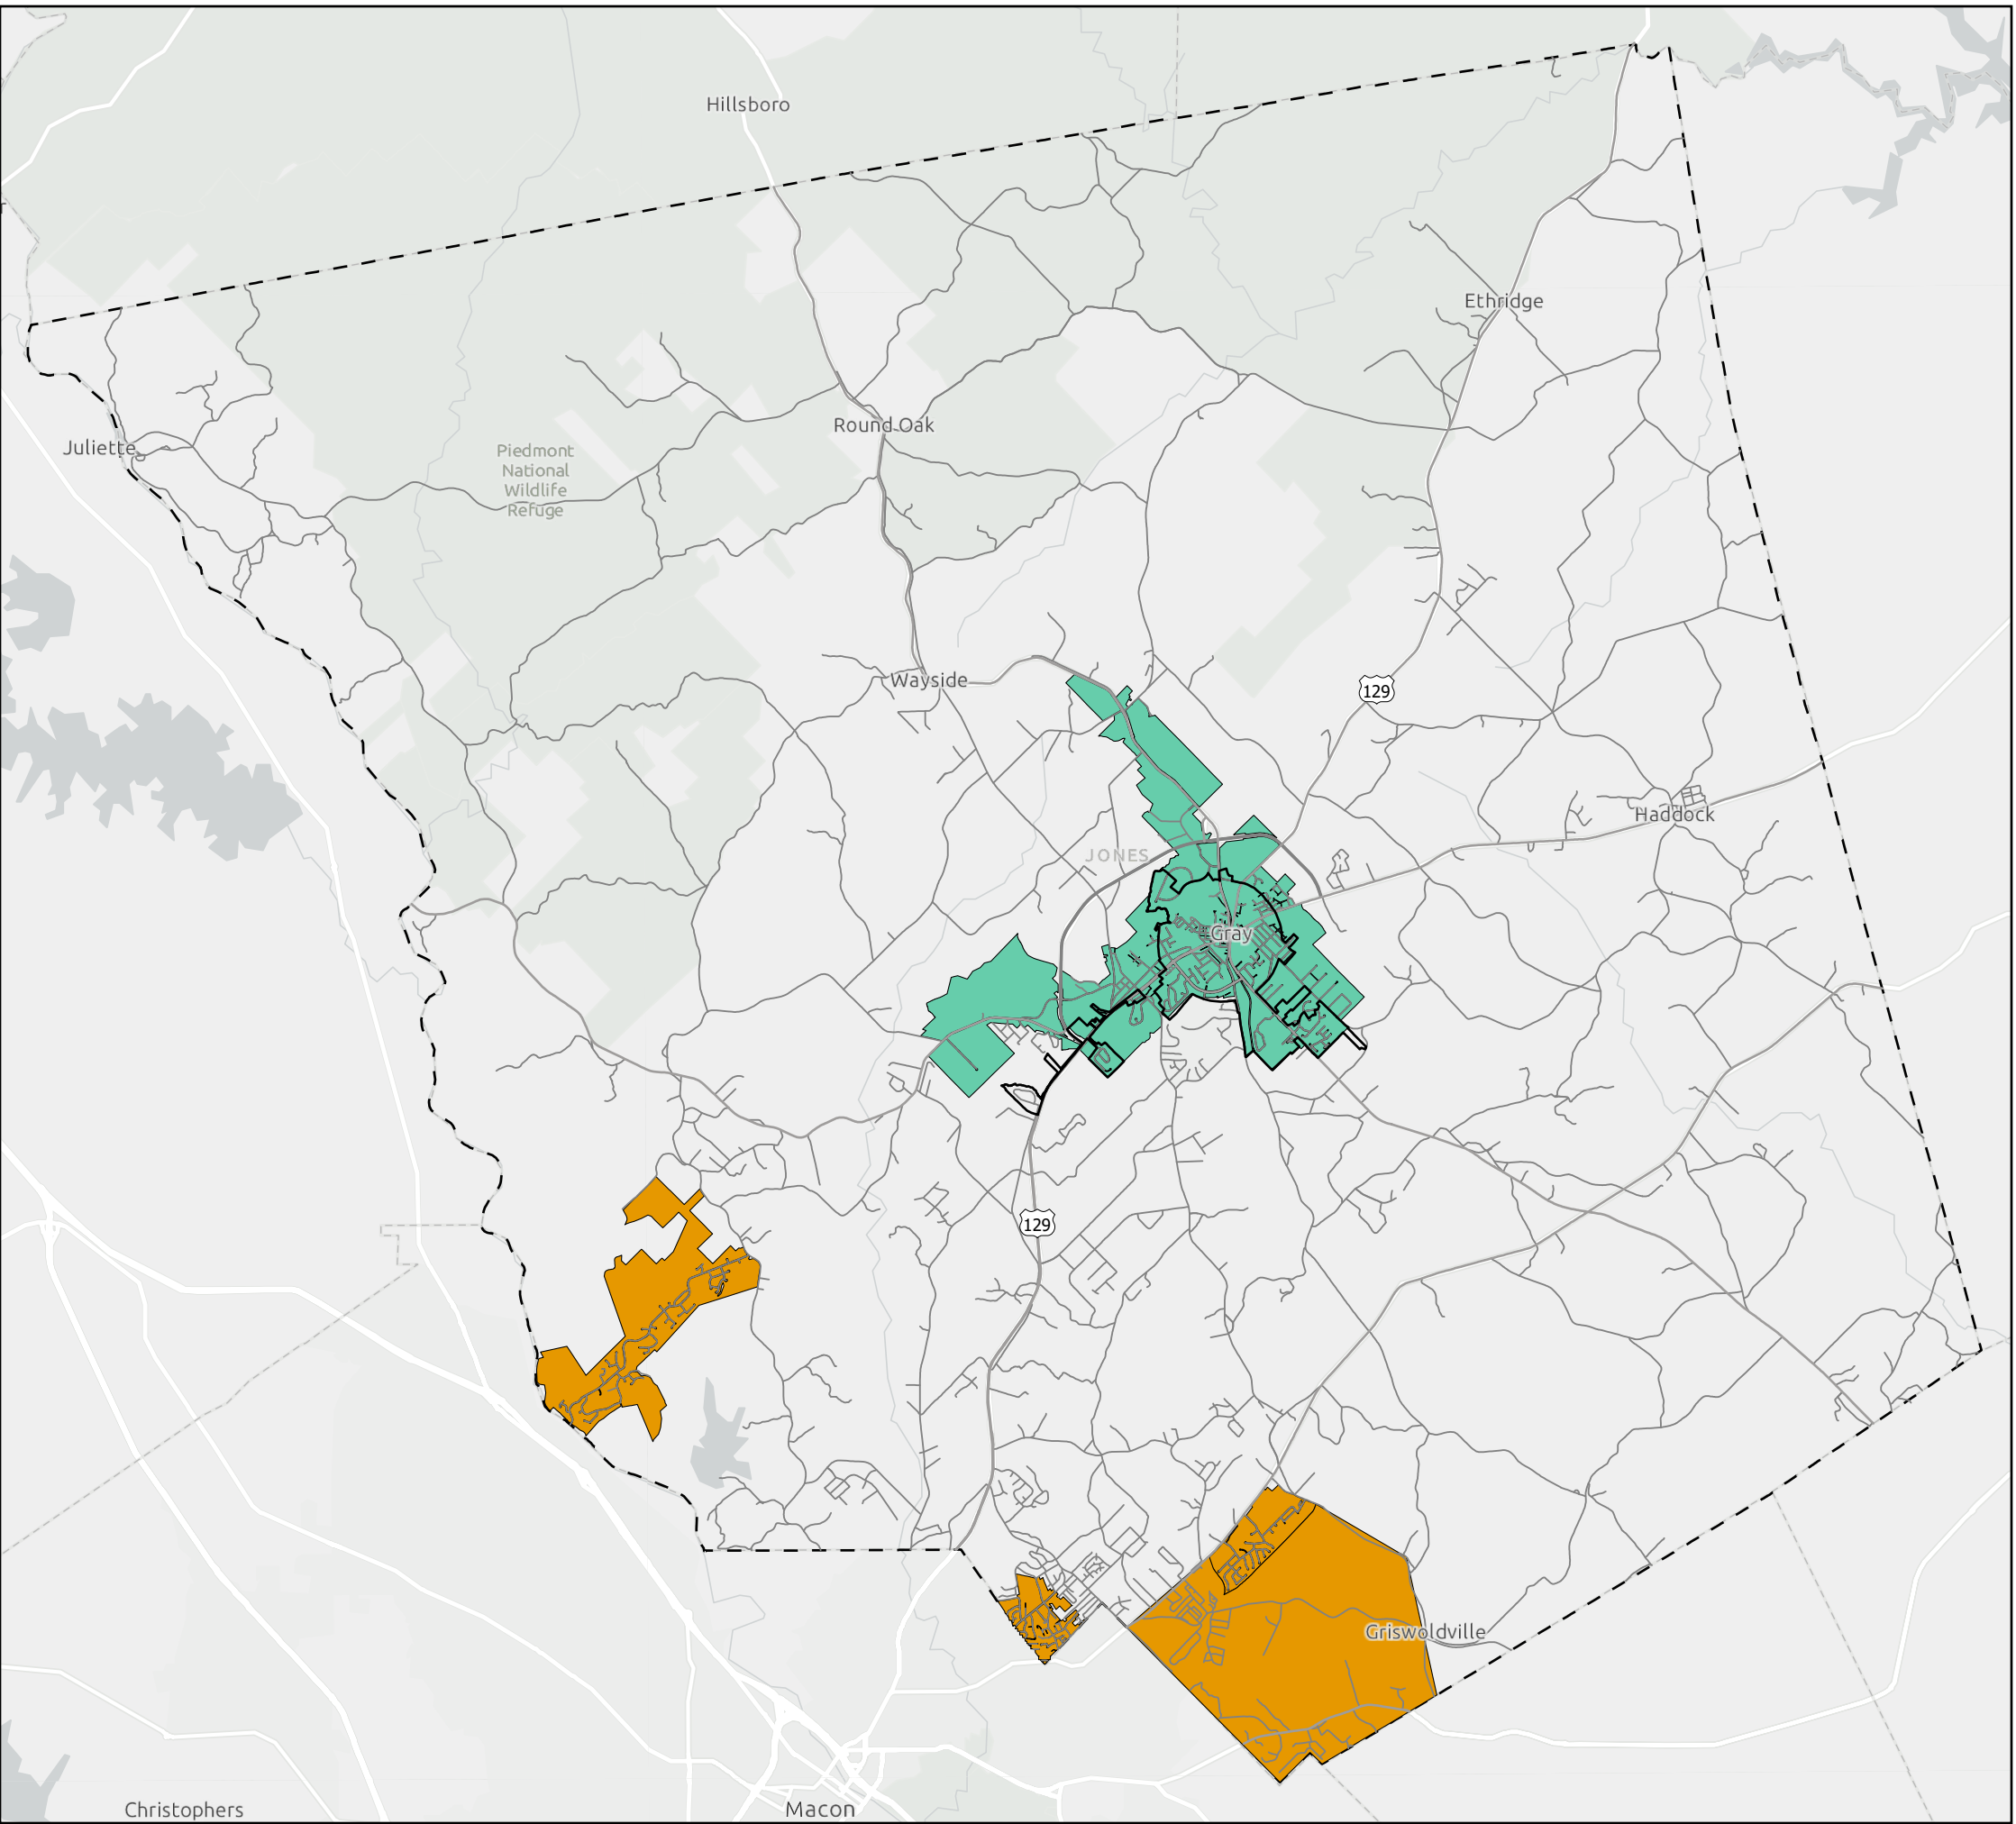 Hillsboro
Ethridge
Round Oak
Juliette
Piedmont
National
Wildlife
Refuge
Wayside
129
Haddock
JONES
Gray
129
Griswoldville
Christophers
Macon